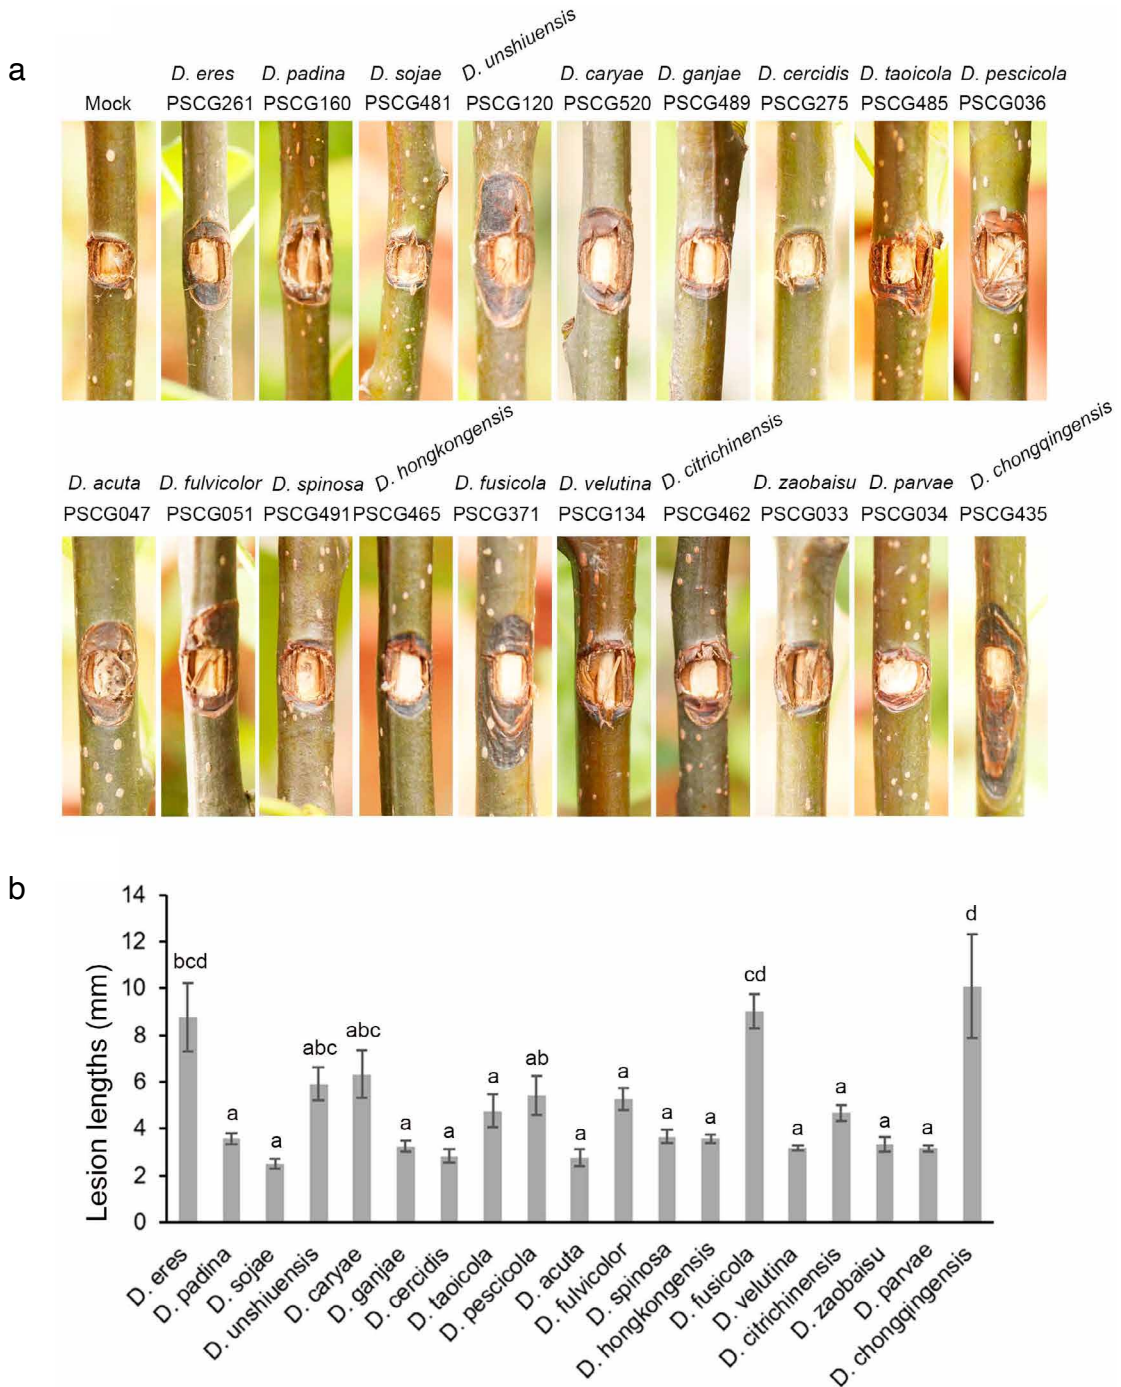 a
D. unshiuensis
D. eres D. padina D. sojae D. caryae D. ganjae D. cercidis D. taoicola D. pescicola
Mock PSCG261 PSCG160 PSCG481 PSCG120 PSCG520 PSCG489 PSCG275 PSCG485 PSCG036
D. hongkongensis D. citrichinensis D. chongqingensis
D. acuta D. fulvicolor D. spinosa D. fusicola D. velutina D. zaobaisu D. parvae
PSCG047 PSCG051 PSCG491 PSCG465 PSCG371 PSCG134 PSCG462 PSCG033 PSCG034 PSCG435
b
Lesion lengths (mm)
14
12
10
8
6
4
2
0
bcd a a abc abc a a a ab a a a a cd a a a a d
D. eres
D. padina
D. sojae
D. unshiuensis
D. caryae
D. ganjae
D. cercidis
D. taoicola
D. pescicola
D. acuta
D. fulvicolor
D. spinosa
D. hongkongensis
D. fusicola
D. velutina
D. citrichinensis
D. zaobaisu
D. parvae
D. chongqingensis